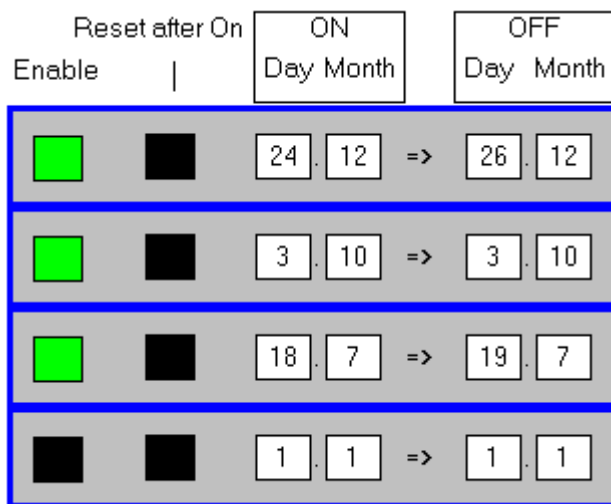 Reset after On ON OFF
Enable | Day Month Day Month
24 . 12 => 26 . 12
3 . 10 => 3 . 10
18 . 7 => 19 . 7
1 . 1 => 1 . 1